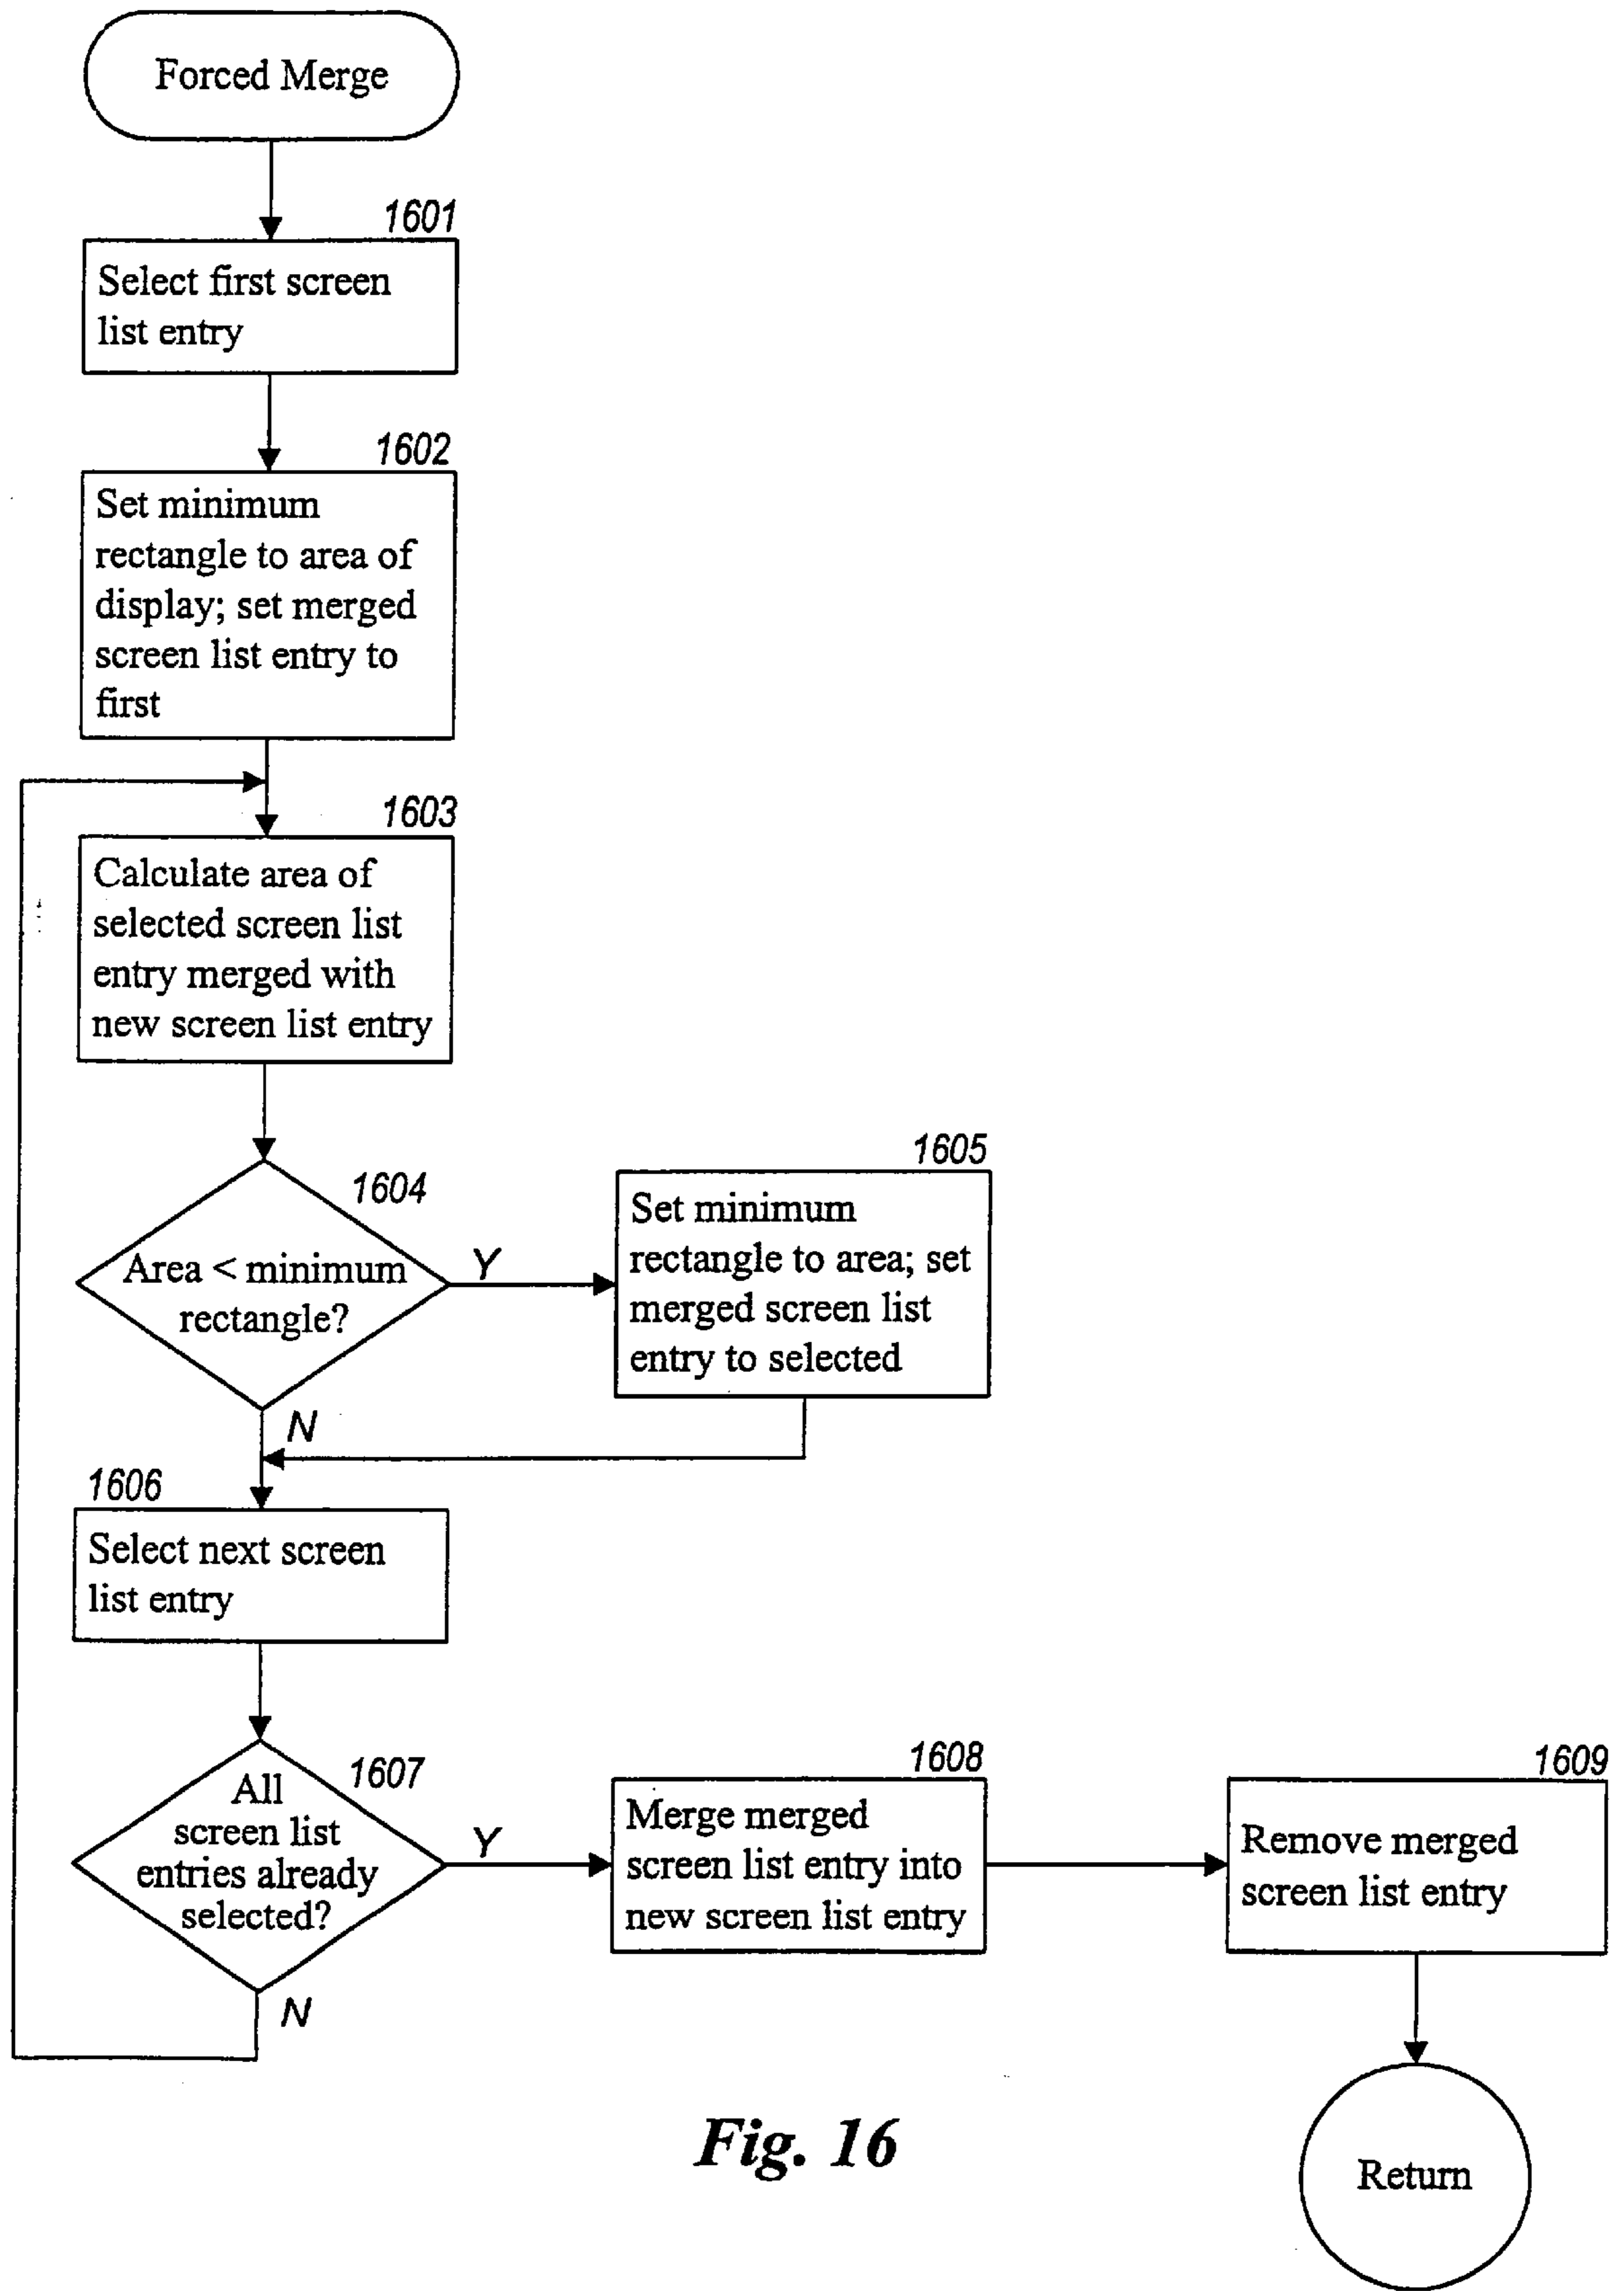 Forced Merge
1601
Select first screen
list entry
1602
Set minimum
rectangle to area of
display; set merged
screen list entry to
first
1603
Calculate area of
selected screen list
entry merged with
new screen list entry
1604
Area < minimum
rectangle?
Y
N
1605
Set minimum
rectangle to area; set
merged screen list
entry to selected
1606
Select next screen
list entry
1607
All
screen list
entries already
selected?
Y
N
1608
Merge merged
screen list entry into
new screen list entry
1609
Remove merged
screen list entry
Return
Fig. 16